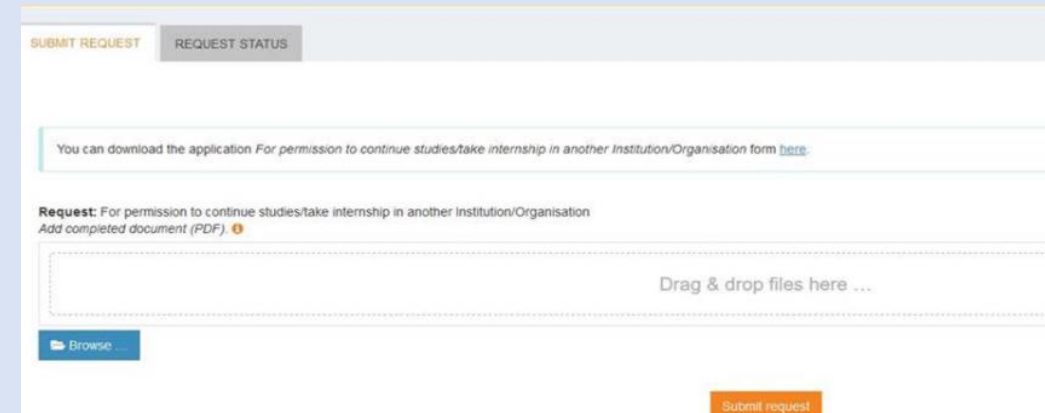 SUBMIT REQUEST
REQUEST STATUS
You can download the application For permission to continue studies/take internship in another Institution/Organisation form here.
Request: For permission to continue studies/take internship in another Institution/Organisation
Add completed document (PDF).
Drag & drop files here ...
Browse ...
Submit request